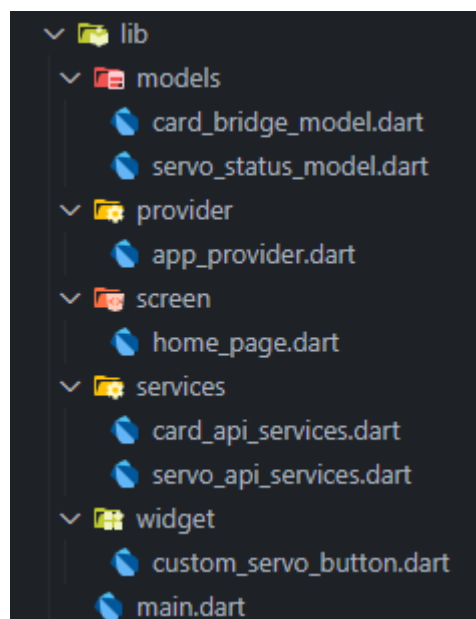 lib
models
card_bridge_model.dart
servo_status_model.dart
provider
app_provider.dart
screen
home_page.dart
services
card_api_services.dart
servo_api_services.dart
widget
custom_servo_button.dart
main.dart